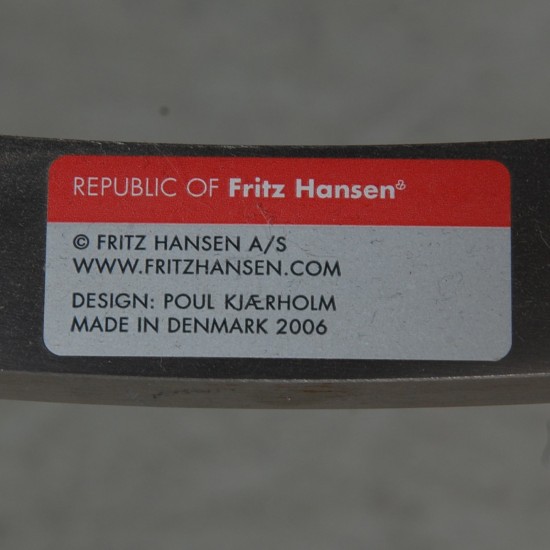 REPUBLIC OF Fritz Hansen
© FRITZ HANSEN A/S
WWW.FRITZHANSEN.COM
DESIGN: POUL KJÆRHOLM
MADE IN DENMARK 2006